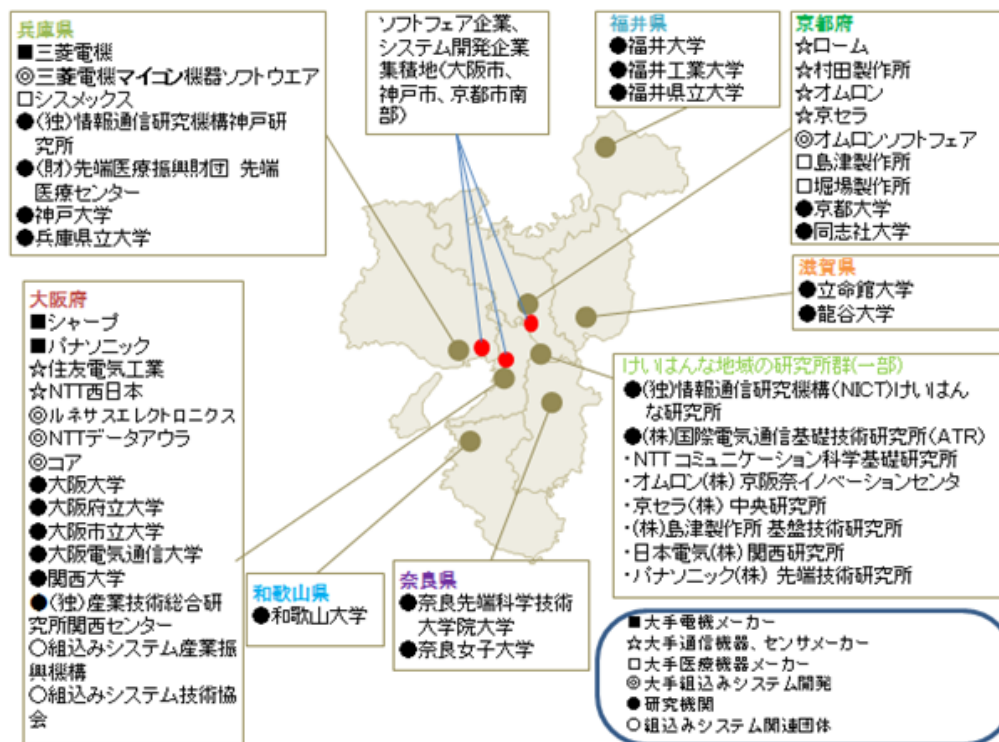 兵庫県
■三菱電機
◎三菱電機マイコン機器ソフトウエア
□シスメックス
●(独)情報通信研究機構神戸研
究所
●(財)先端医療振興財団 先端
医療センター
●神戸大学
●兵庫県立大学
ソフトフェア企業、
システム開発企業
集積地(大阪市、
神戸市、京都市南
部)
福井県
●福井大学
●福井工業大学
●福井県立大学
京都府
☆ローム
☆村田製作所
☆オムロン
☆京セラ
◎オムロンソフトフェア
□島津製作所
□堀場製作所
●京都大学
●同志社大学
滋賀県
●立命館大学
●龍谷大学
大阪府
■シャープ
■パナソニック
☆住友電気工業
☆NTT西日本
◎ルネサスエレクトロニクス
◎NTTデータアウラ
◎コア
●大阪大学
●大阪府立大学
●大阪市立大学
●大阪電気通信大学
●関西大学
●(独)産業技術総合研
究所関西センター
○組込みシステム産業振
興機構
○組込みシステム技術協
会
けいはんな地域の研究所群(一部)
●(独)情報通信研究機構(NICT)けいはん
な研究所
●(株)国際電気通信基礎技術研究所(ATR)
・NTTコミュニケーション科学基礎研究所
・オムロン(株) 京阪奈イノベーションセンタ
・京セラ(株) 中央研究所
・(株)島津製作所 基盤技術研究所
・日本電気(株) 関西研究所
・パナソニック(株) 先端技術研究所
和歌山県
●和歌山大学
奈良県
●奈良先端科学技術
大学院大学
●奈良女子大学
■大手電機メーカー
☆大手通信機器、センサメーカー
□大手医療機器メーカー
◎大手組込みシステム開発
●研究機関
○組込みシステム関連団体